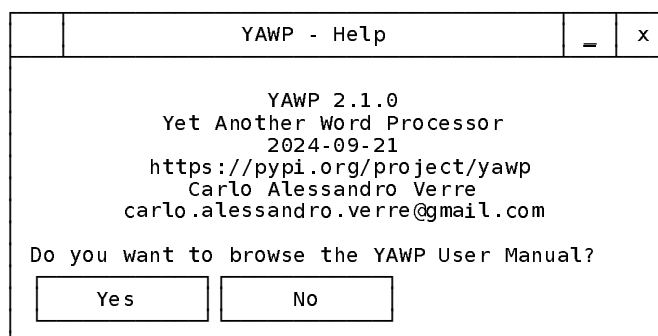 YAWP - Help _ x
YAWP 2.1.0
Yet Another Word Processor
2024-09-21
https://pypi.org/project/yawp
Carlo Alessandro Verre
carlo.alessandro.verre@gmail.com
Do you want to browse the YAWP User Manual?
Yes No